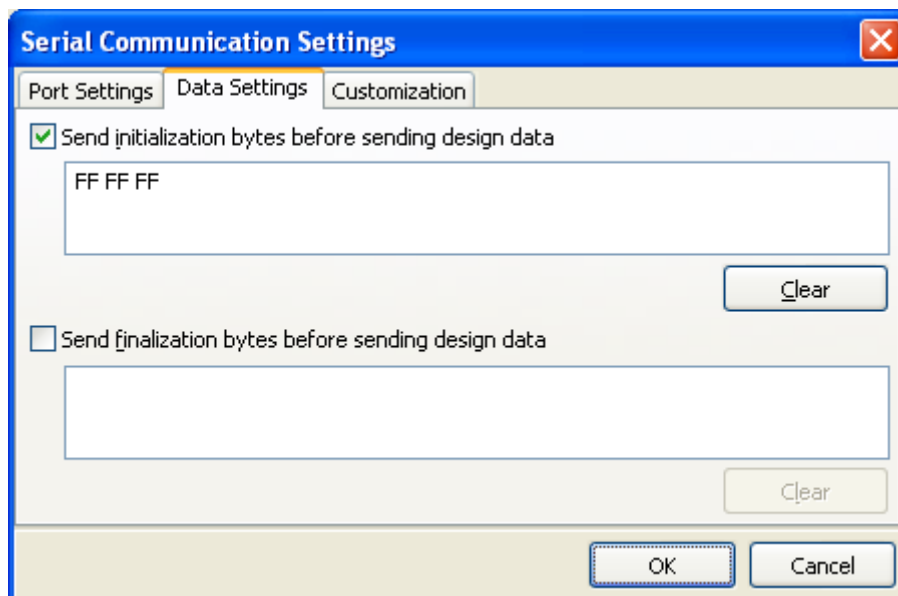 Serial Communication Settings
Port Settings Data Settings Customization
Send initialization bytes before sending design data
FF FF FF
Clear
Send finalization bytes before sending design data
Clear
OK Cancel